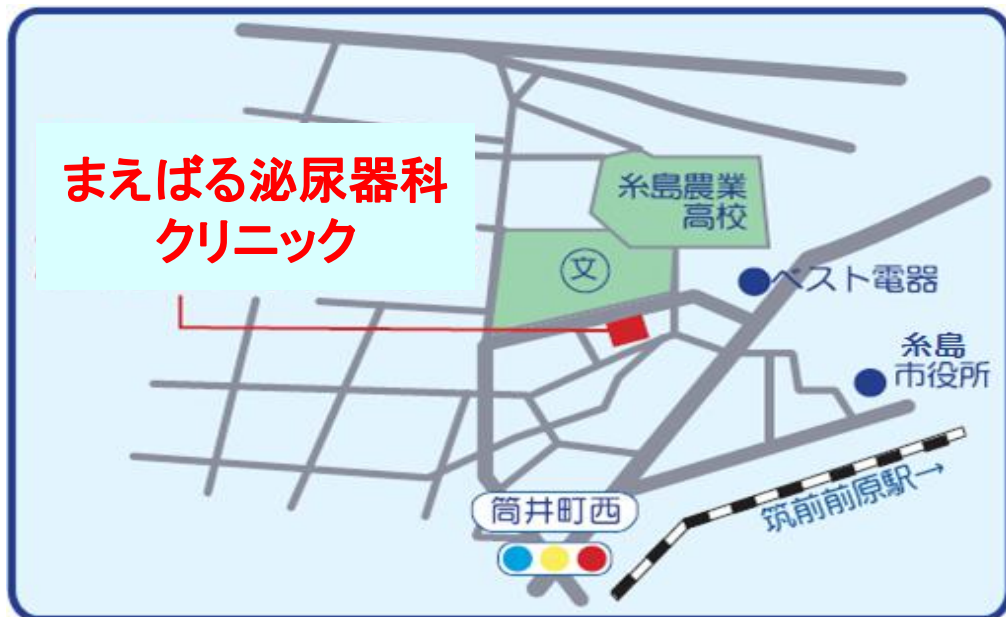 まえばる泌尿器科
クリニック
糸島農業
高校
文
ベスト電器
糸島
市役所
筒井町西
筑前前原駅→